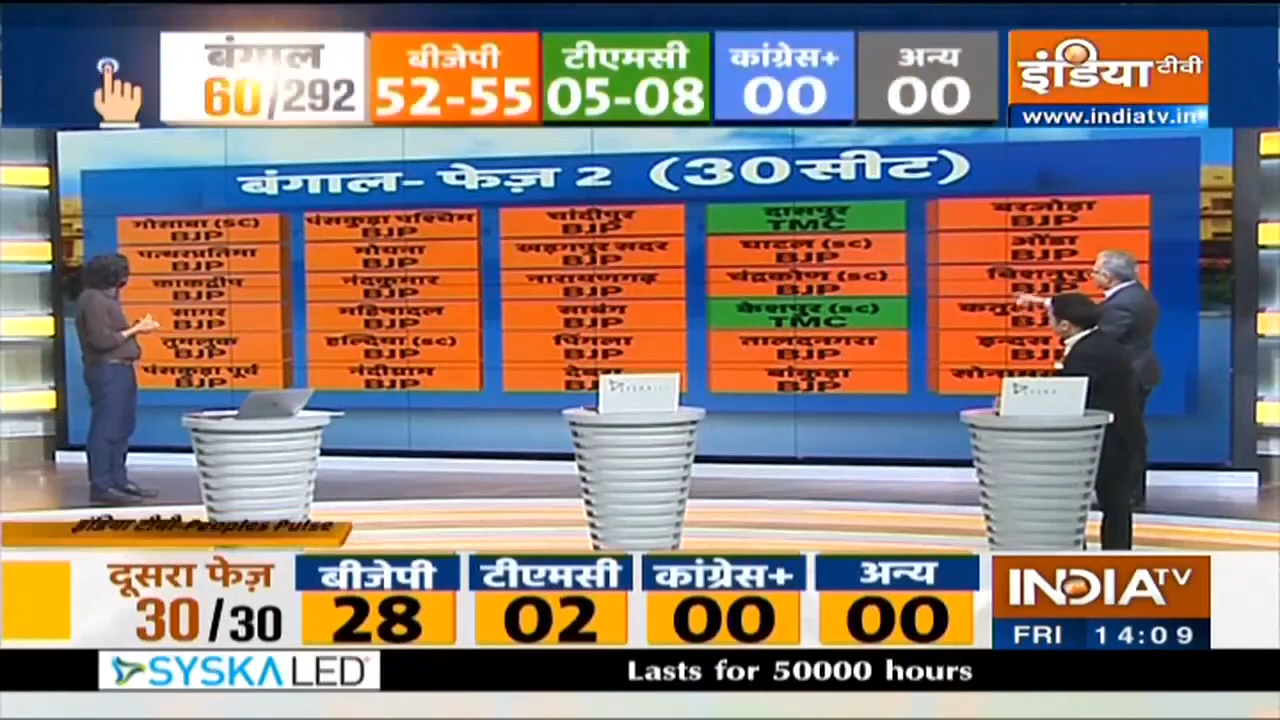 बंगाल
60/292
बीजेपी
52-55
टीएमसी
05-08
कांग्रेस+
00
अन्य
00
इंडिया टीवी
www.indiatv.in
बंगाल- फेज़ 2 (30सीट)
गोसाबा (SC)
BJP
पत्थरप्रतिमा
BJP
काकद्वीप
BJP
सागर
BJP
तुमलुक
BJP
पंसकुड़ा पूर्व
BJP
पंसकुड़ा पश्चिम
BJP
मोयना
BJP
नंदकुमार
BJP
महिषादल
BJP
हल्दिया (SC)
BJP
नंदीग्राम
BJP
चांदीपुर
BJP
खड़गपुर सदर
BJP
नारायणगढ़
BJP
साबंग
BJP
पिंगला
BJP
BJP
दासपुर
TMC
घाटल (SC)
BJP
चंद्रकोण (SC)
BJP
केशपुर (SC)
TMC
तालदनगरा
BJP
बांकुड़ा
BJP
बरजोड़ा
BJP
ओंडा
BJP
इंडिया टीवी-Peoples Pulse
दूसरा फेज़
30/30
बीजेपी
28
टीएमसी
02
कांग्रेस+
00
अन्य
00
INDIA TV
FRI 14:09
SYSKA LED
Lasts for 50000 hours